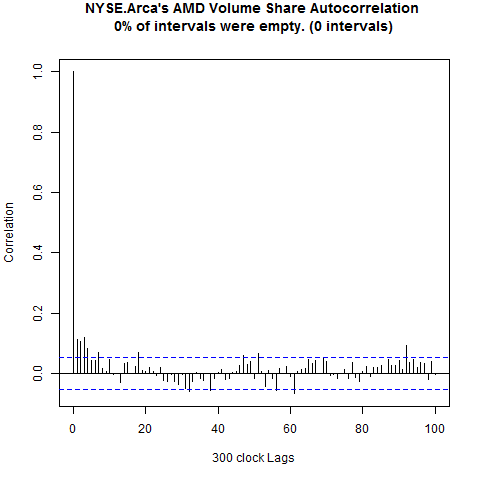 NYSE.Arca's AMD Volume Share Autocorrelation
0% of intervals were empty. (0 intervals)
1.0
0.8
0.6
0.4
0.2
0.0
Correlation
0 20 40 60 80 100
300 clock Lags